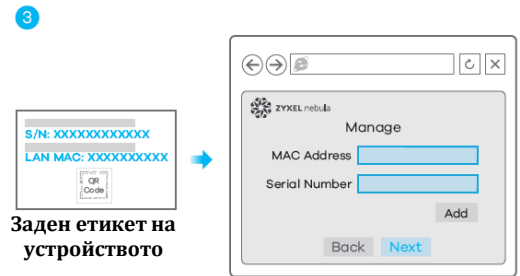 3
S/N: XXXXXXXXXXXX
LAN MAC: XXXXXXXXXX
QR
Code
Заден етикет на
устройството
ZYXEL nebula
Manage
MAC Address
Serial Number
Add
Back Next